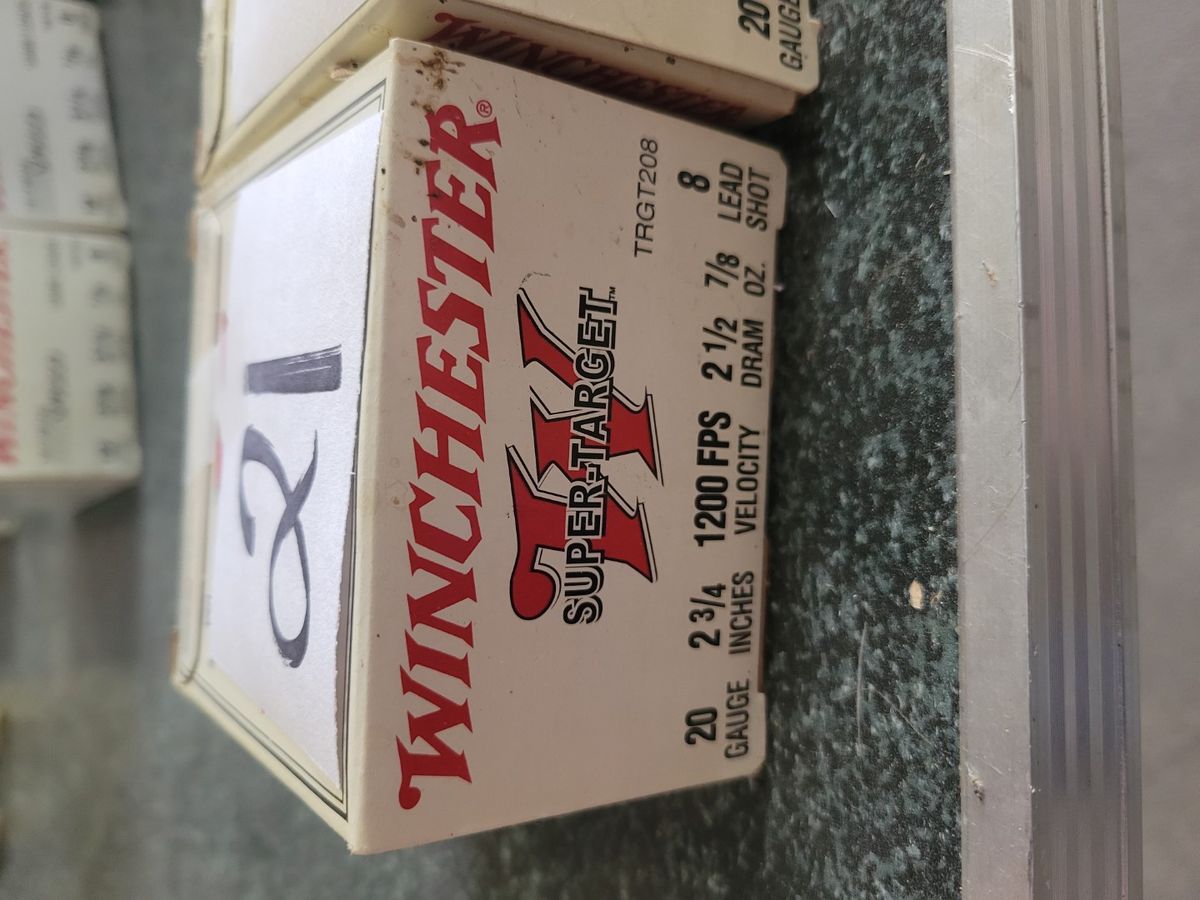 21
WINCHESTER®
SUPER-TARGET™
TRGT208
20 2 3/4 1200 FPS 2 1/2 7/8 8
GAUGE INCHES VELOCITY DRAM OZ. LEAD SHOT
WINCHESTER
20
GAUGE